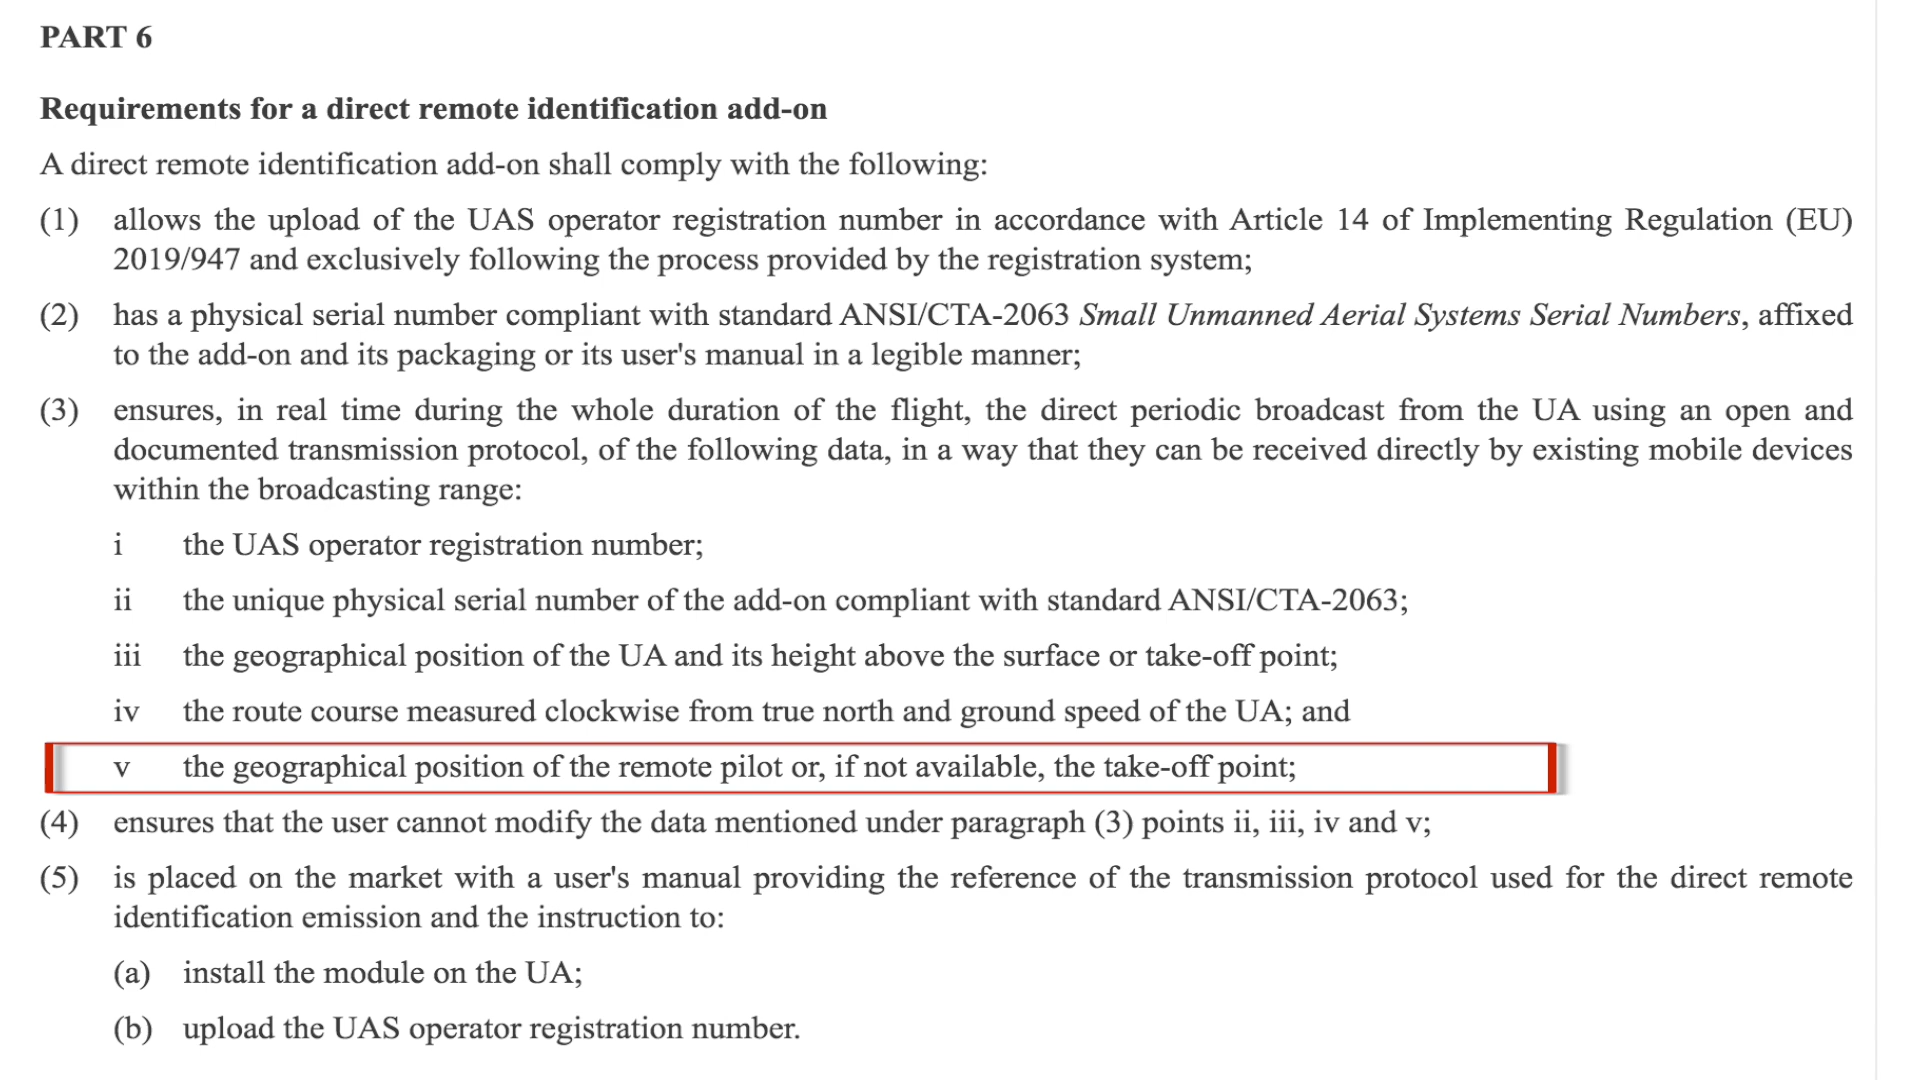 PART 6
Requirements for a direct remote identification add-on
A direct remote identification add-on shall comply with the following:
(1) allows the upload of the UAS operator registration number in accordance with Article 14 of Implementing Regulation (EU)
2019/947 and exclusively following the process provided by the registration system;
(2) has a physical serial number compliant with standard ANSI/CTA-2063 Small Unmanned Aerial Systems Serial Numbers, affixed
to the add-on and its packaging or its user's manual in a legible manner;
(3) ensures, in real time during the whole duration of the flight, the direct periodic broadcast from the UA using an open and
documented transmission protocol, of the following data, in a way that they can be received directly by existing mobile devices
within the broadcasting range:
i the UAS operator registration number;
ii the unique physical serial number of the add-on compliant with standard ANSI/CTA-2063;
iii the geographical position of the UA and its height above the surface or take-off point;
iv the route course measured clockwise from true north and ground speed of the UA; and
v the geographical position of the remote pilot or, if not available, the take-off point;
(4) ensures that the user cannot modify the data mentioned under paragraph (3) points ii, iii, iv and v;
(5) is placed on the market with a user's manual providing the reference of the transmission protocol used for the direct remote
identification emission and the instruction to:
(a) install the module on the UA;
(b) upload the UAS operator registration number.